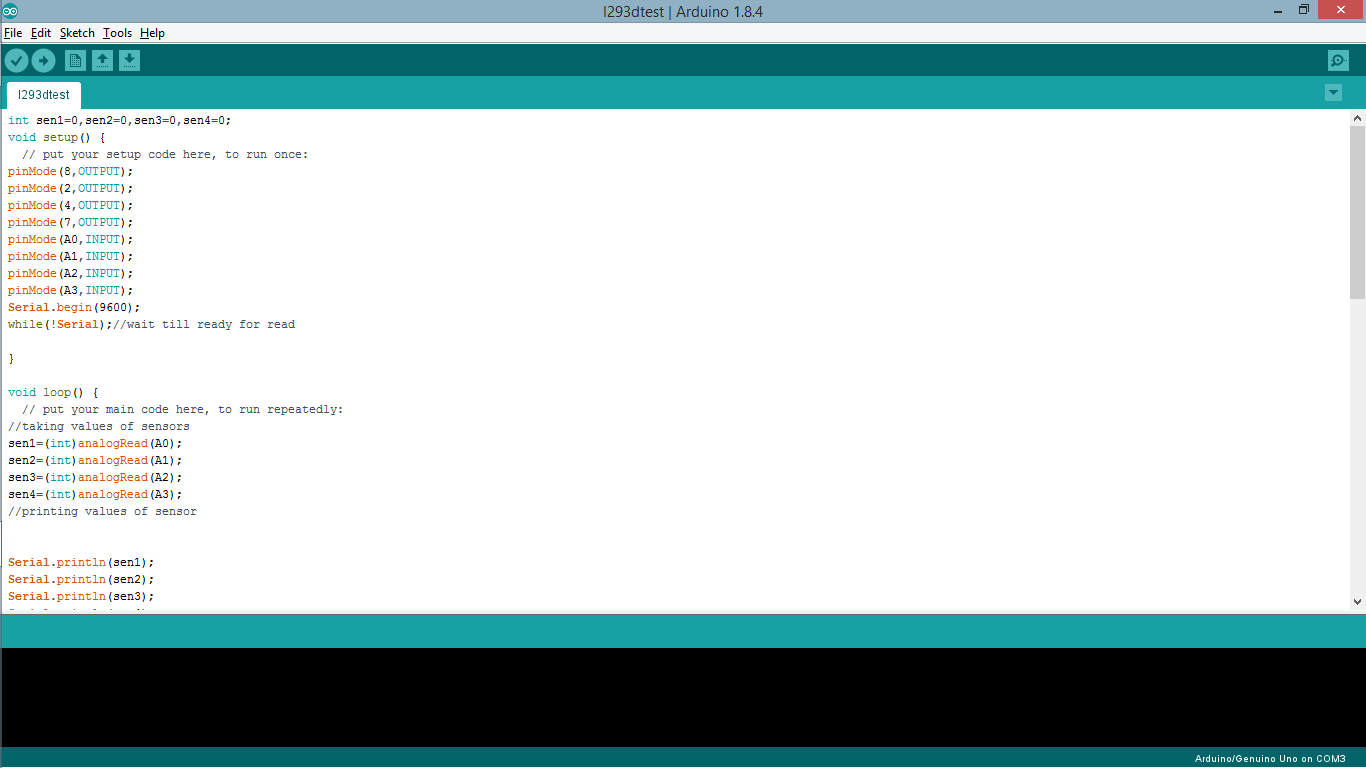 l293dtest | Arduino 1.8.4
File Edit Sketch Tools Help
l293dtest
int sen1=0,sen2=0,sen3=0,sen4=0;
void setup() {
  // put your setup code here, to run once:
pinMode(8,OUTPUT);
pinMode(2,OUTPUT);
pinMode(4,OUTPUT);
pinMode(7,OUTPUT);
pinMode(A0,INPUT);
pinMode(A1,INPUT);
pinMode(A2,INPUT);
pinMode(A3,INPUT);
Serial.begin(9600);
while(!Serial);//wait till ready for read
}
void loop() {
  // put your main code here, to run repeatedly:
//taking values of sensors
sen1=(int)analogRead(A0);
sen2=(int)analogRead(A1);
sen3=(int)analogRead(A2);
sen4=(int)analogRead(A3);
//printing values of sensor
Serial.println(sen1);
Serial.println(sen2);
Serial.println(sen3);
Arduino/Genuino Uno on COM3